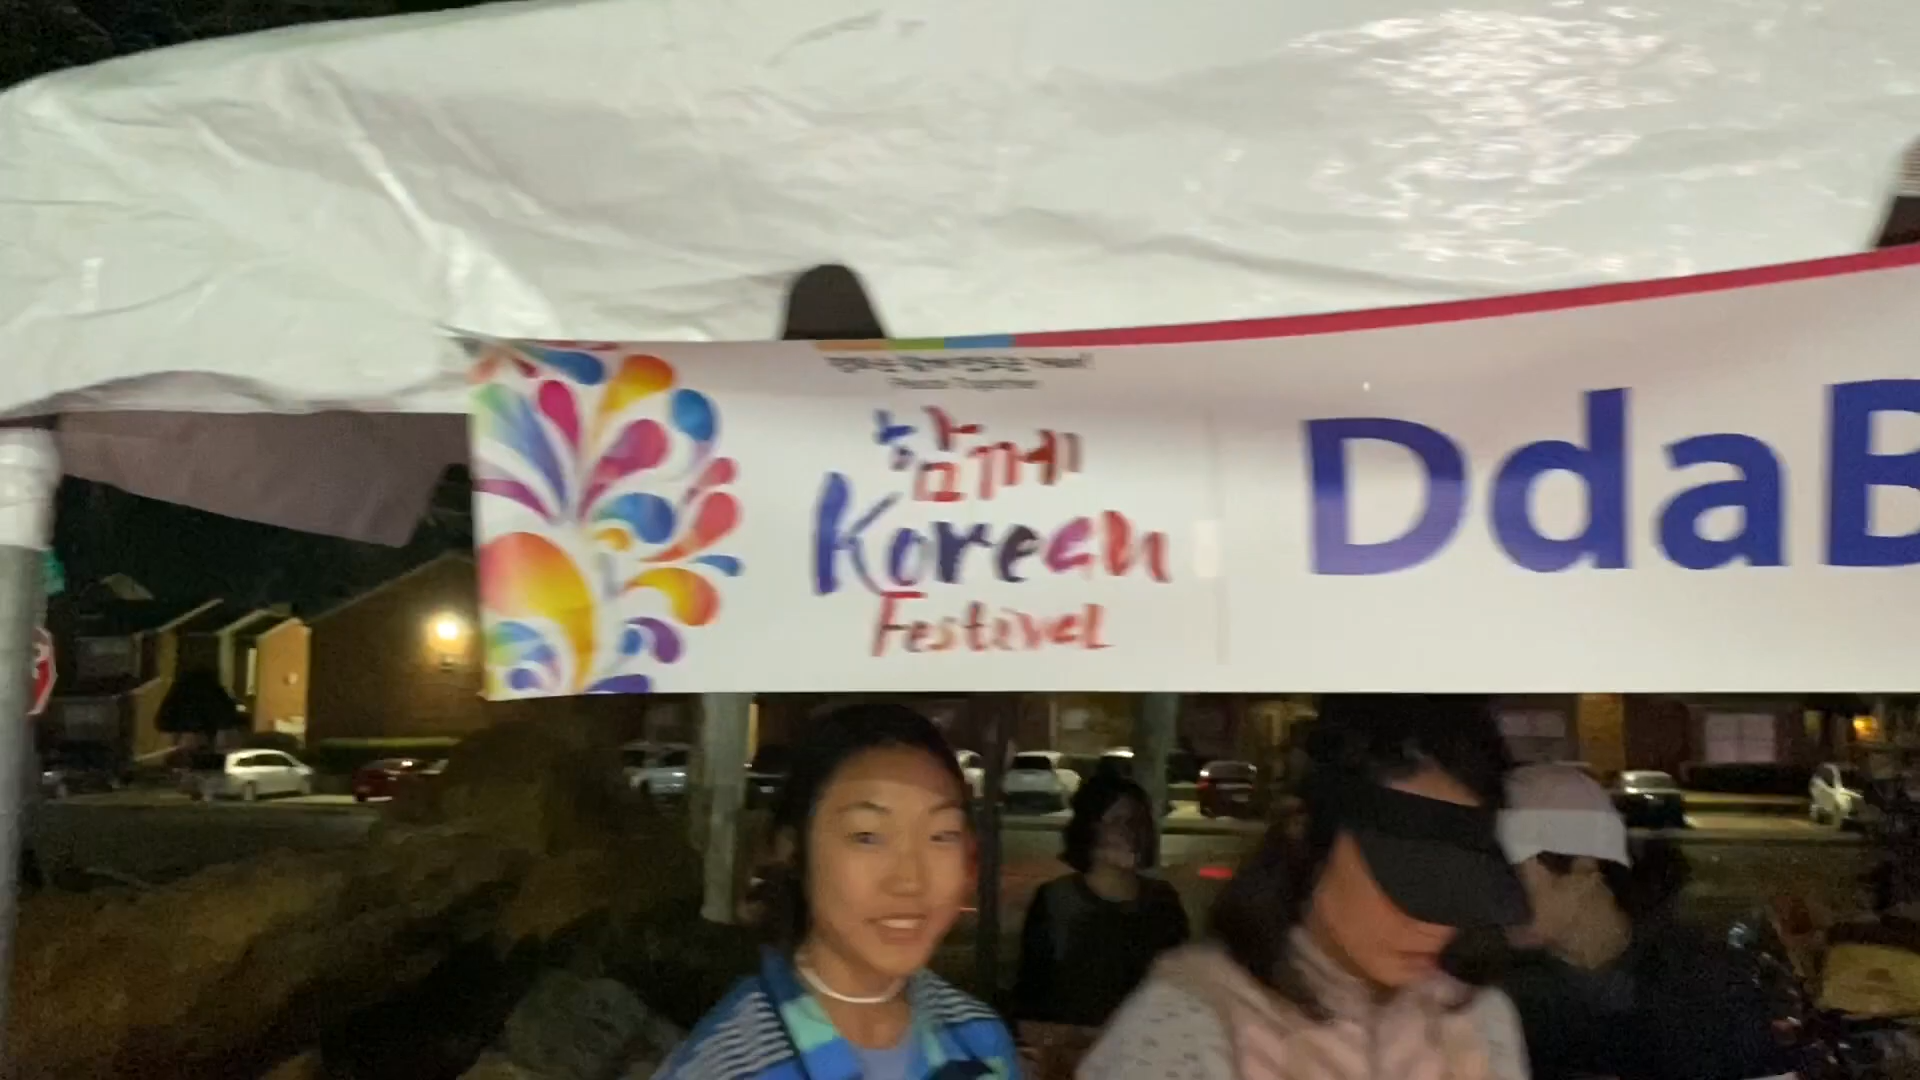 함께
Korean
Festival
DdaB